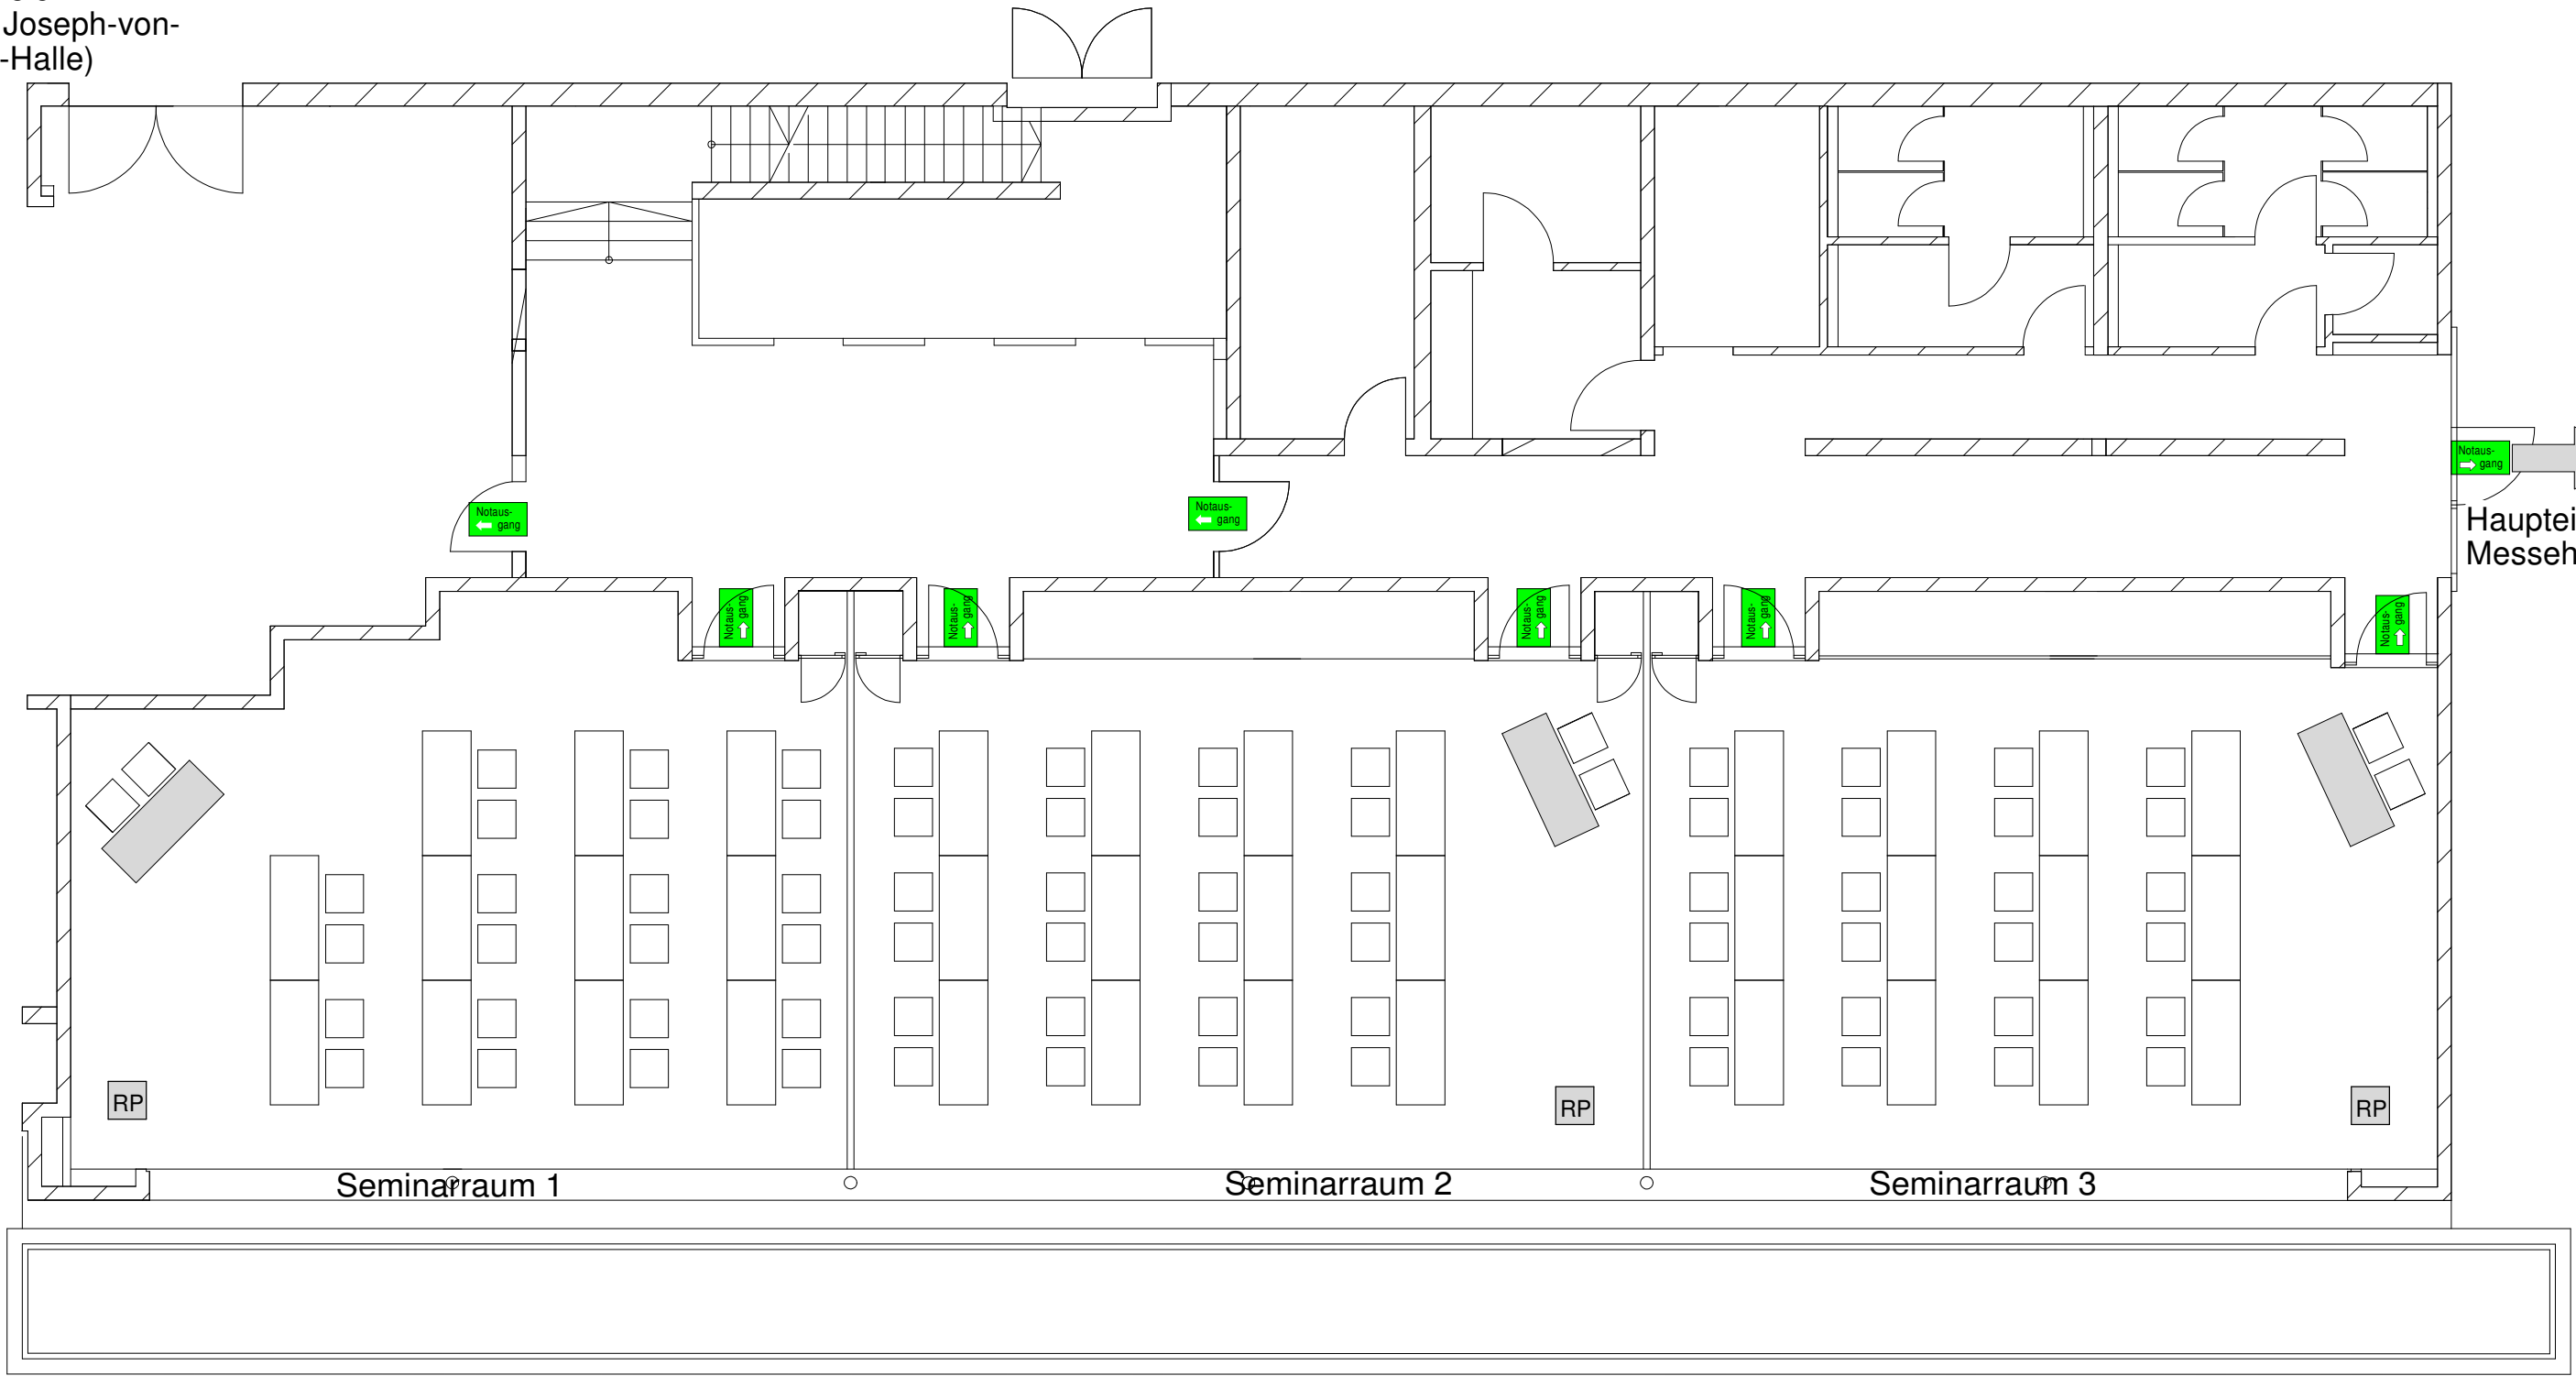 Joseph-von-
-Halle)
Notaus-
gang
Notaus-
gang
Notaus-
gang
Hauptei
Messeh
Notaus-
gang
Notaus-
gang
Notaus-
gang
Notaus-
gang
Notaus-
gang
RP
RP
RP
Seminarraum 1
Seminarraum 2
Seminarraum 3